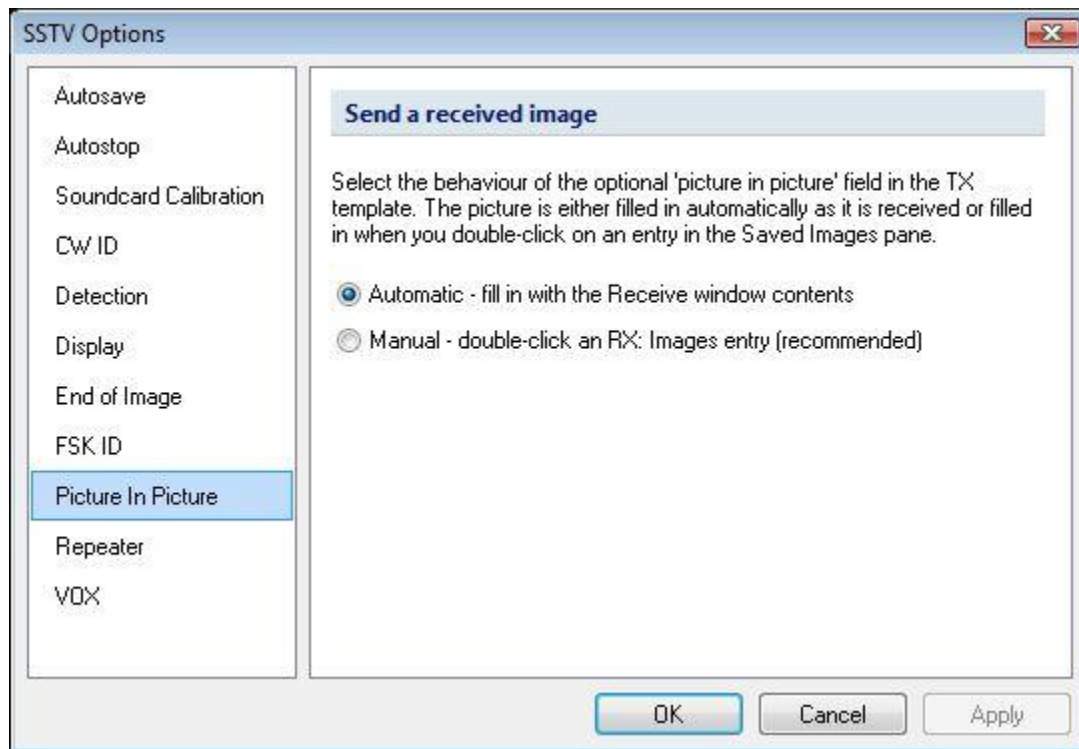 SSTV Options
Autosave
Autostop
Soundcard Calibration
CW ID
Detection
Display
End of Image
FSK ID
Picture In Picture
Repeater
VOX
Send a received image
Select the behaviour of the optional 'picture in picture' field in the TX
template. The picture is either filled in automatically as it is received or filled
in when you double-click on an entry in the Saved Images pane.
Automatic - fill in with the Receive window contents
Manual - double-click an RX: Images entry (recommended)
OK
Cancel
Apply